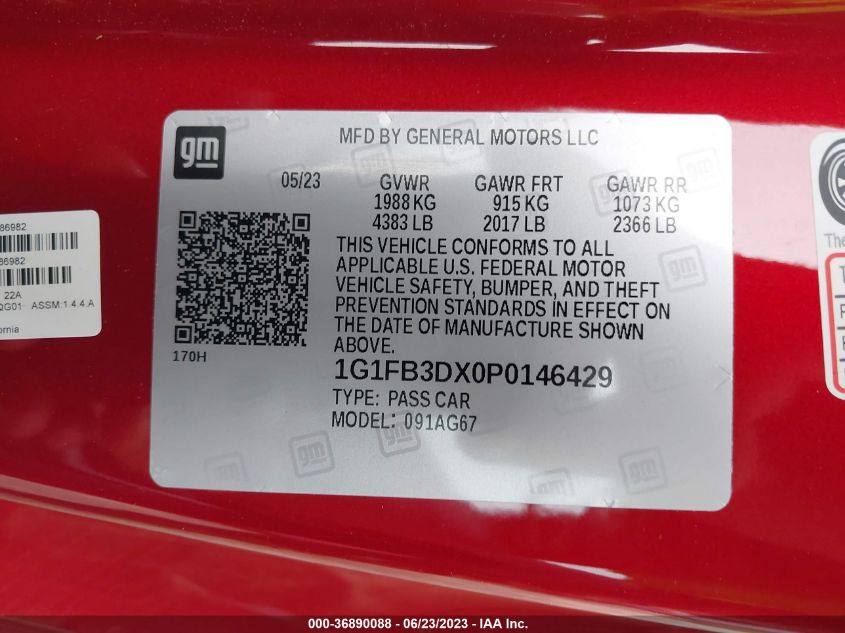 MFD BY GENERAL MOTORS LLC
gm
05/23 GVWR GAWR FRT GAWR RR
1988 KG 915 KG 1073 KG
4383 LB 2017 LB 2366 LB
THIS VEHICLE CONFORMS TO ALL
APPLICABLE U.S. FEDERAL MOTOR
VEHICLE SAFETY, BUMPER, AND THEFT
PREVENTION STANDARDS IN EFFECT ON
THE DATE OF MANUFACTURE SHOWN
ABOVE.
170H
1G1FB3DX0P0146429
TYPE: PASS CAR
MODEL: 091AG67
86982
86982
22A
QG01 ASSM:1.4.4.A
ornia
The
000-36890088 - 06/23/2023 - IAA Inc.